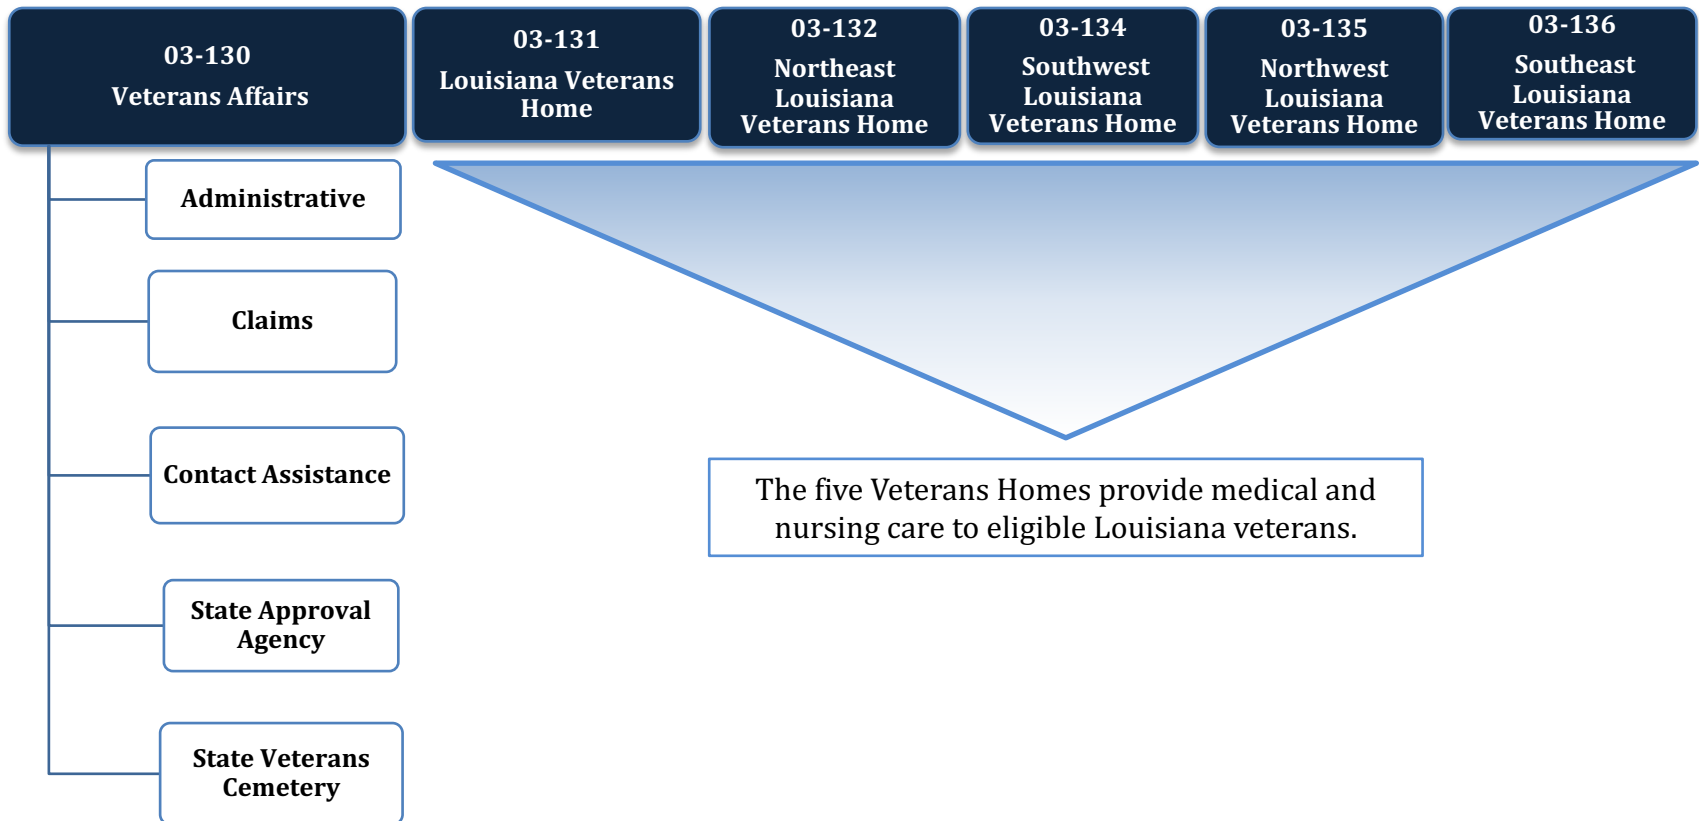 03-130
Veterans Affairs
03-131
Louisiana Veterans
Home
03-132
Northeast
Louisiana
Veterans Home
03-134
Southwest
Louisiana
Veterans Home
03-135
Northwest
Louisiana
Veterans Home
03-136
Southeast
Louisiana
Veterans Home
Administrative
Claims
Contact Assistance
State Approval
Agency
State Veterans
Cemetery
The five Veterans Homes provide medical and
nursing care to eligible Louisiana veterans.